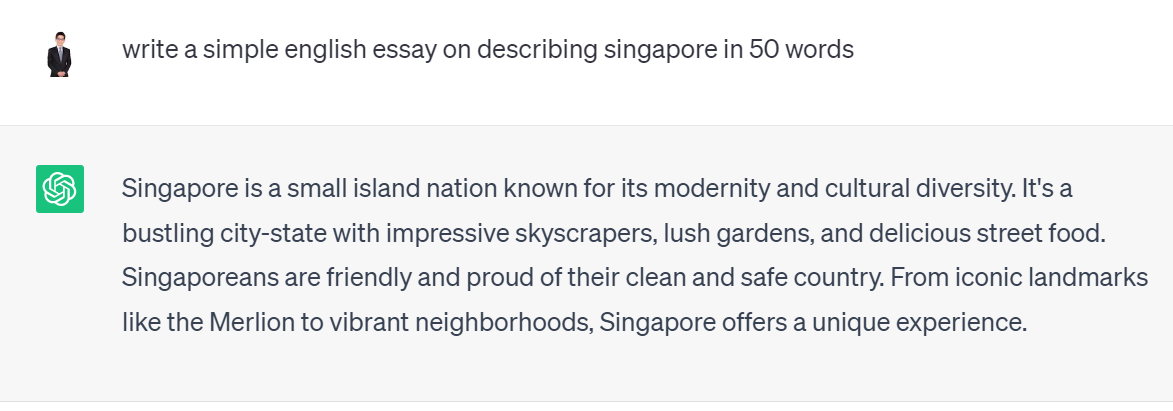 write a simple english essay on describing singapore in 50 words
Singapore is a small island nation known for its modernity and cultural diversity. It's a
bustling city-state with impressive skyscrapers, lush gardens, and delicious street food.
Singaporeans are friendly and proud of their clean and safe country. From iconic landmarks
like the Merlion to vibrant neighborhoods, Singapore offers a unique experience.